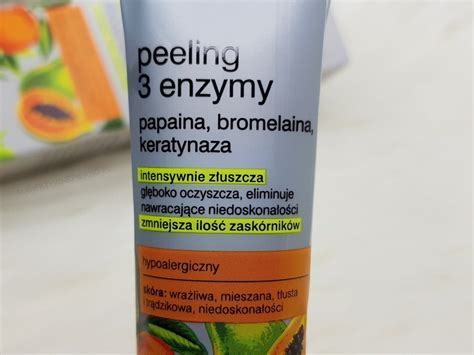 peeling
3 enzymy
papaina, bromelaina,
keratynaza
intensywnie złuszcza
głęboko oczyszcza, eliminuje
nawracające niedoskonałości
zmniejsza ilość zaskórników
hypoalergiczny
skóra: wrażliwa, mieszana, tłusta
i trądzikowa, niedoskonałości